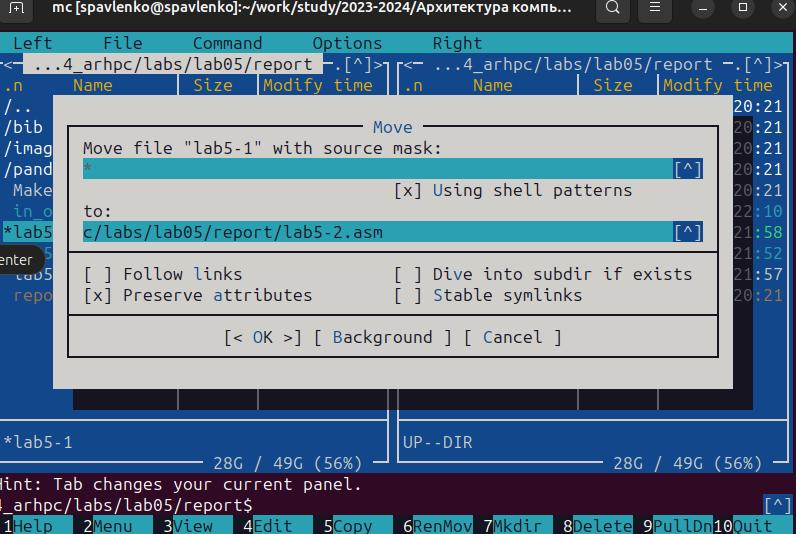 mc [spavlenko@spavlenko]:~/work/study/2023-2024/Архитектура компь…
Left File Command Options Right
<─ ...4_arhpc/labs/lab05/report ─.[^]>
<─ ...4_arhpc/labs/lab05/report ─.[^]>
.n Name Size Modify time
.n Name Size Modify time
/..
/bib
/imag
/pand
Make
in_o
*lab5
lab5
repo
enter
20:21
20:21
20:21
20:21
20:21
22:10
21:58
21:52
21:57
20:21
Move
Move file "lab5-1" with source mask:
* [^]
[x] Using shell patterns
to:
c/labs/lab05/report/lab5-2.asm [^]
[ ] Follow links [ ] Dive into subdir if exists
[x] Preserve attributes [ ] Stable symlinks
[< OK >] [ Background ] [ Cancel ]
*lab5-1 UP--DIR
28G / 49G (56%) 28G / 49G (56%)
Hint: Tab changes your current panel.
4_arhpc/labs/lab05/report$ [^]
1Help 2Menu 3View 4Edit 5Copy 6RenMov 7Mkdir 8Delete 9PullDn 10Quit